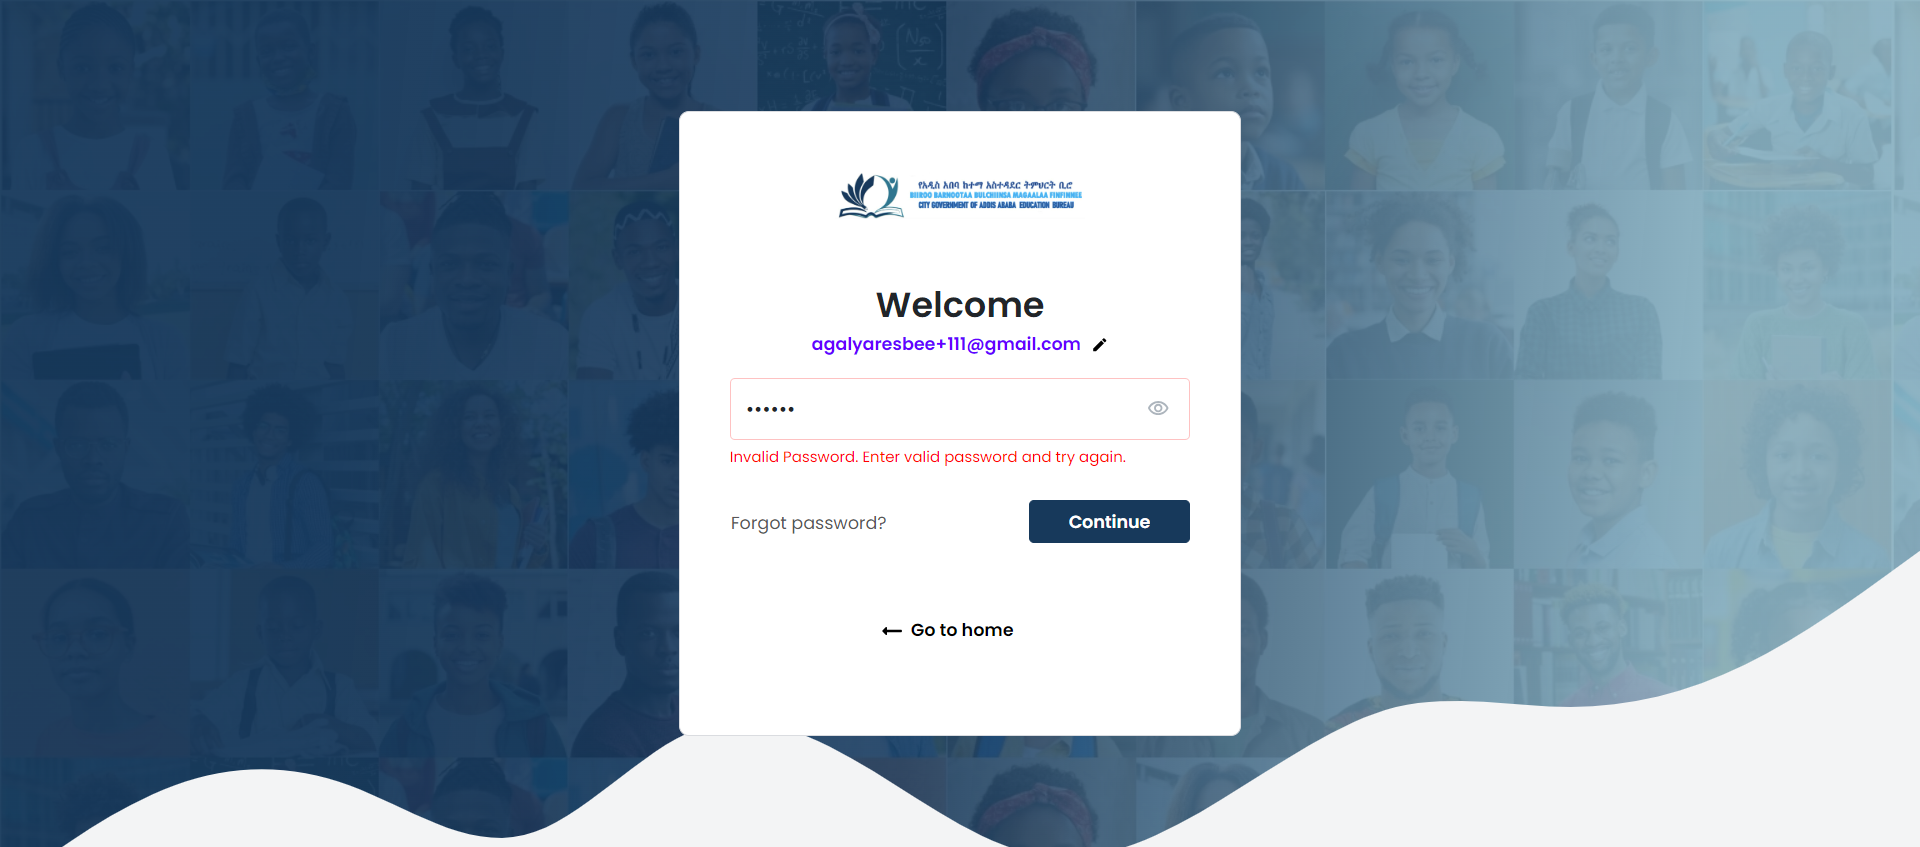 የአዲስ አበባ ከተማ አስተዳደር ትምህርት ቢሮ
BIIROO BARNOOTAA BULCHIINSA MAGAALAA FINFINNEE
CITY GOVERNMENT OF ADDIS ABABA EDUCATION BUREAU
Welcome
agalyaresbee+111@gmail.com
••••••
Invalid Password. Enter valid password and try again.
Forgot password?
Continue
Go to home